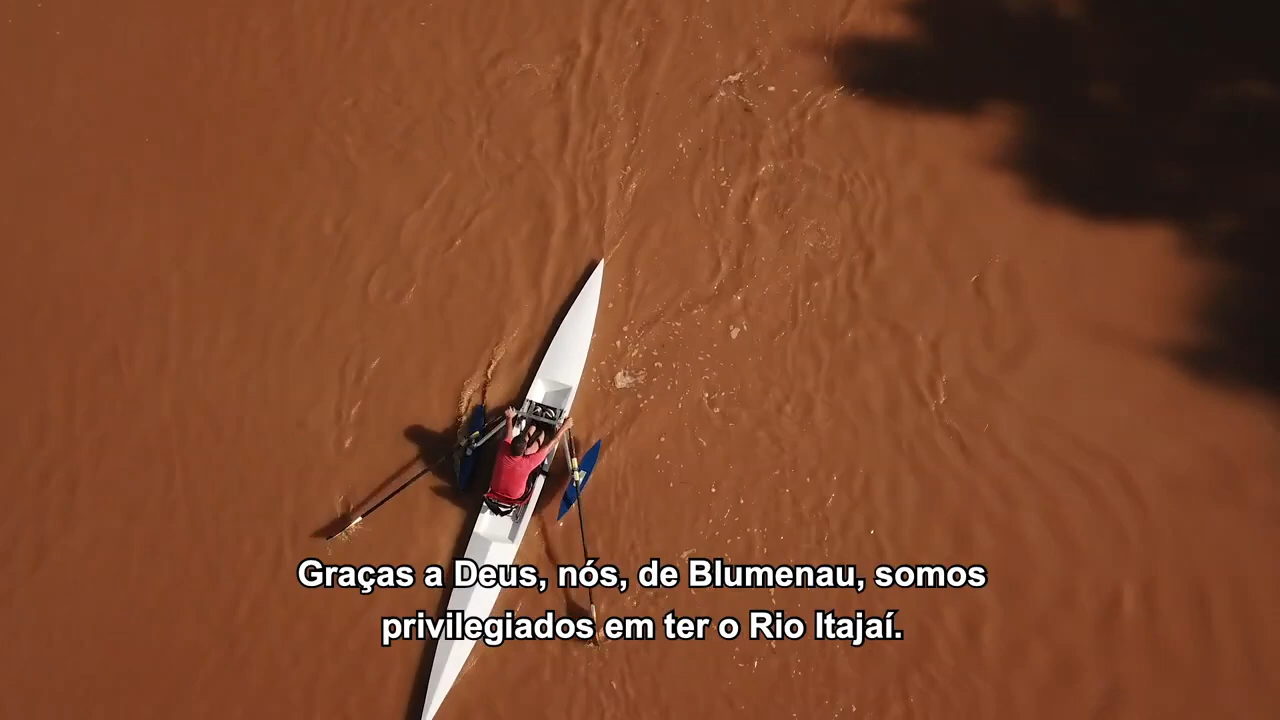 Graças a Deus, nós, de Blumenau, somos
privilegiados em ter o Rio Itajaí.